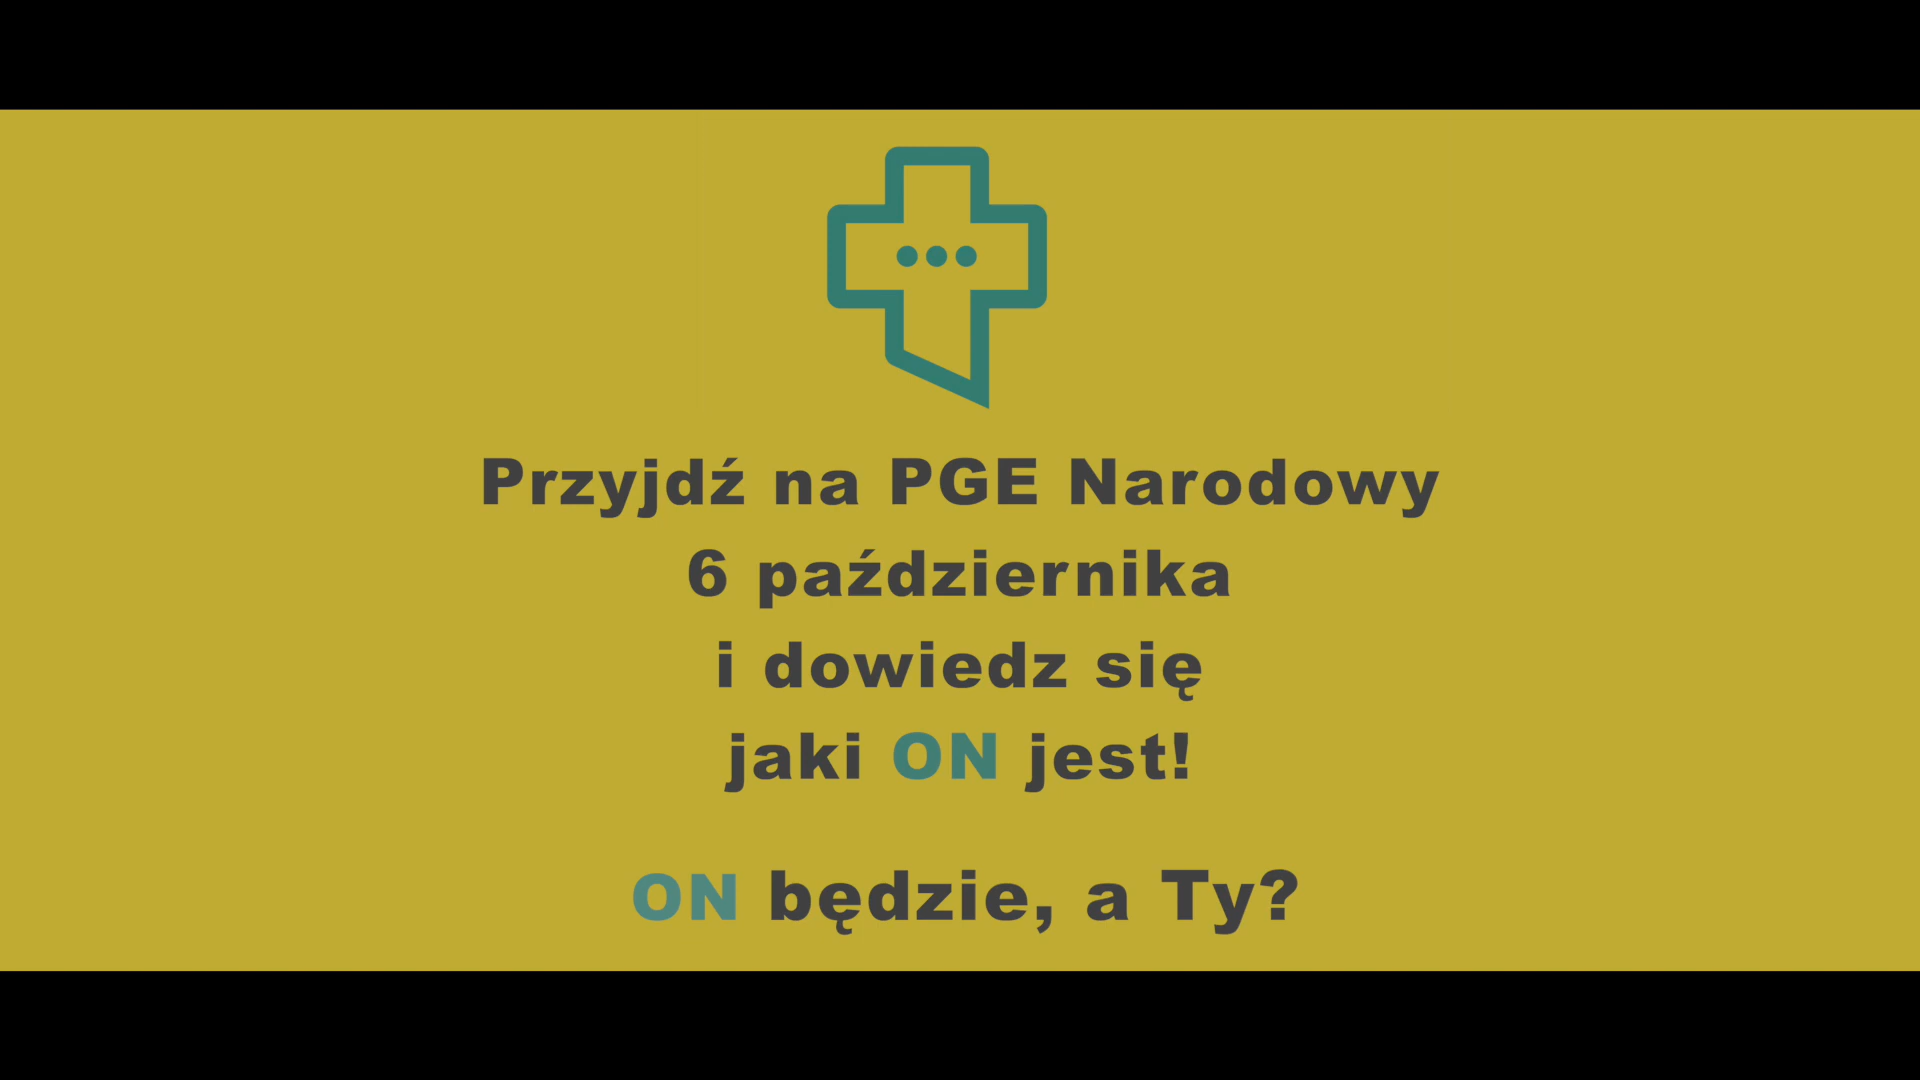 Przyjdź na PGE Narodowy
6 października
i dowiedz się
jaki ON jest!
ON będzie, a Ty?